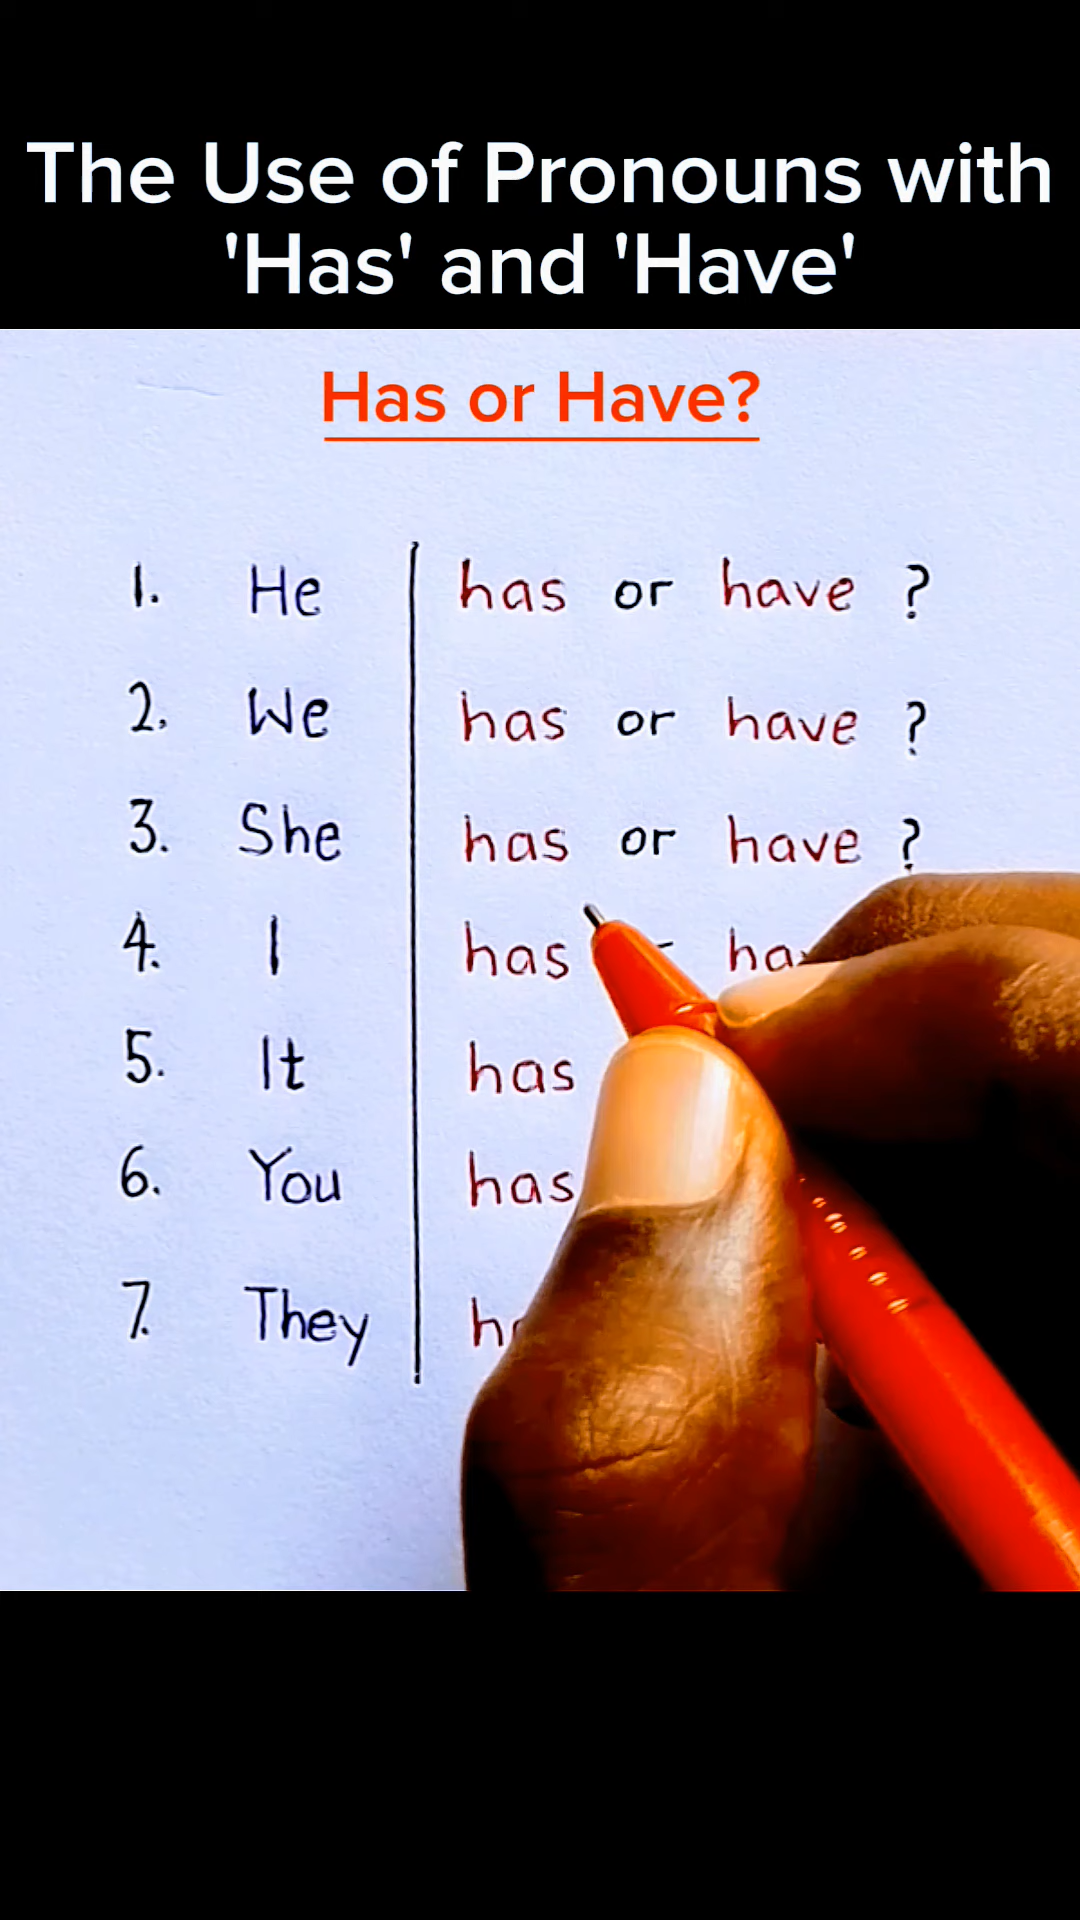 The Use of Pronouns with
'Has' and 'Have'
Has or Have?
1. He has or have ?
2. We has or have ?
3. She has or have ?
4. I has
5. It has
6. You has
7. They